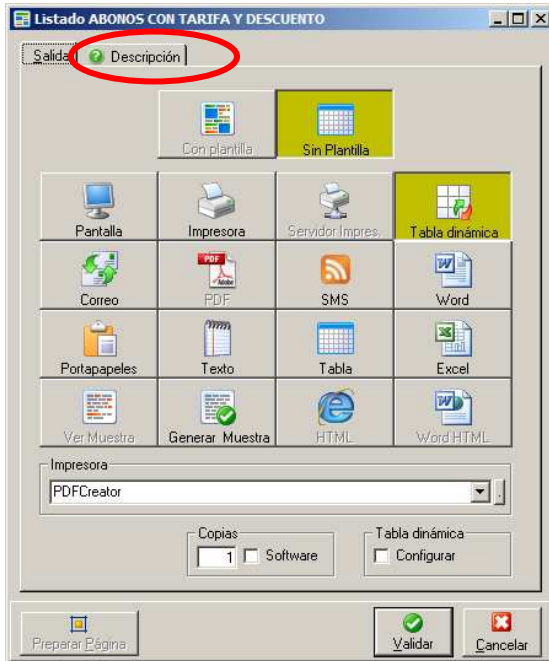 Listado ABONOS CON TARIFA Y DESCUENTO
Salida Descripción
Con plantilla Sin Plantilla
Pantalla Impresora Servidor Impres. Tabla dinámica
PDF Adobe
Correo PDF SMS Word
Portapapeles Texto Tabla Excel
Ver Muestra Generar Muestra HTML Word HTML
Impresora
PDFCreator
Copias Tabla dinámica
1 Software Configurar
Preparar Página Validar Cancelar